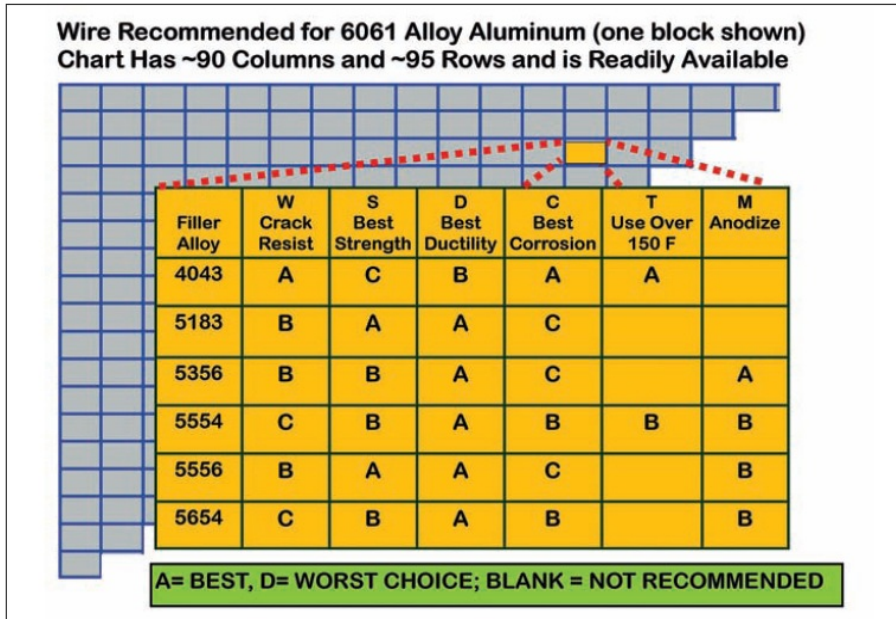 Wire Recommended for 6061 Alloy Aluminum (one block shown)
Chart Has ~90 Columns and ~95 Rows and is Readily Available
Filler Alloy W Crack Resist S Best Strength D Best Ductility C Best Corrosion T Use Over 150 F M Anodize
4043 A C B A A
5183 B A A C
5356 B B A C A
5554 C B A B B B
5556 B A A C B
5654 C B A B B
A= BEST, D= WORST CHOICE; BLANK = NOT RECOMMENDED